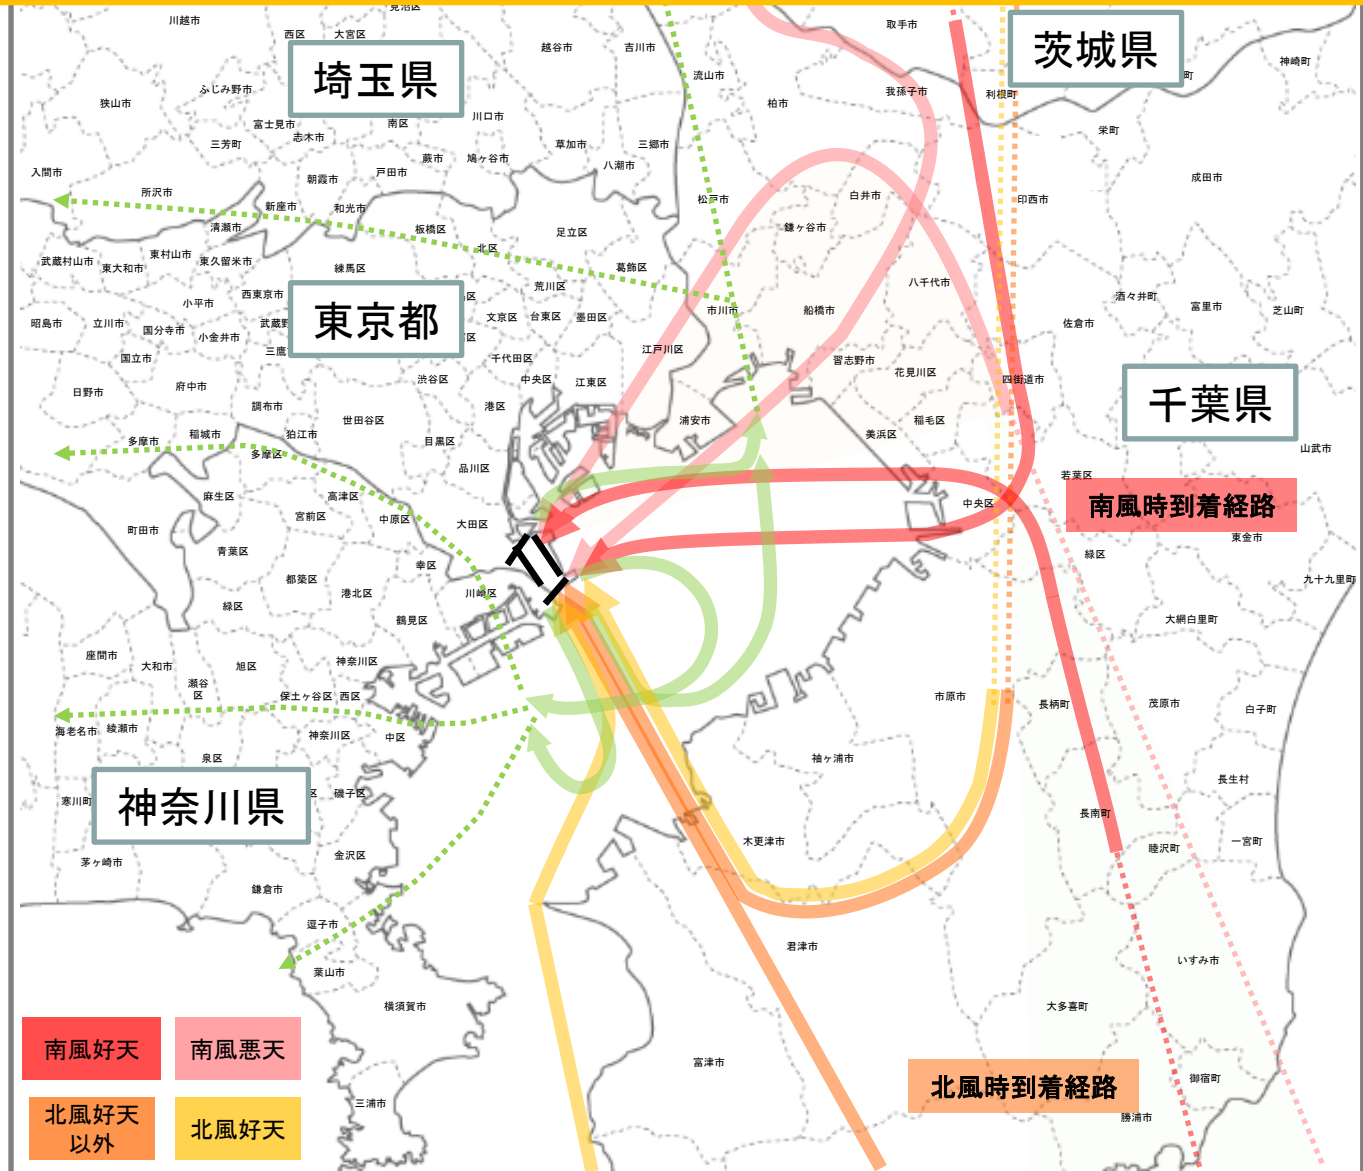 見沼区
川越市
西区
大宮区
越谷市
吉川市
取手市
茨城県
町
神崎町
埼玉県
流山市
柏市
我孫子市
利根町
狭山市
ふじみ野市
富士見市
南区
川口市
栄町
三芳町
志木市
草加市
三郷市
入間市
蕨市
鳩ヶ谷市
八潮市
戸田市
朝霞市
成田市
所沢市
新座市
和光市
松戸市
白井市
印西市
清瀬市
板橋区
足立区
鎌ヶ谷市
北区
武蔵村山市
東大和市
東村山市
東久留米市
練馬区
葛飾区
八千代市
西東京市
荒川区
酒々井町
富里市
芝山町
小平市
東京都
区
文京区
台東区
墨田区
市川市
船橋市
佐倉市
昭島市
立川市
国分寺市
小金井市
武蔵野
三鷹
区
国立市
千代田区
江戸川区
習志野市
花見川区
四街道市
日野市
府中市
渋谷区
中央区
江東区
千葉県
調布市
世田谷区
港区
浦安市
稲毛区
美浜区
多摩市
稲城市
狛江市
目黒区
多摩区
品川区
山武市
若葉区
麻生区
高津区
中央区
南風時到着経路
町田市
宮前区
中原区
大田区
東金市
青葉区
緑区
幸区
都築区
港北区
川崎区
九十九里町
緑区
鶴見区
大網白里町
座間市
大和市
瀬谷
区
旭区
神奈川区
保土ヶ谷区
西区
市原市
長柄町
茂原市
白子町
海老名市
綾瀬市
神奈川区
中区
泉区
袖ヶ浦市
長生村
神奈川県
寒川町
区
磯子区
長南町
木更津市
睦沢町
一宮町
茅ヶ崎市
金沢区
鎌倉市
逗子市
君津市
いすみ市
葉山市
横須賀市
大多喜町
南風好天
南風悪天
富津市
北風時到着経路
御宿町
北風好天
以外
北風好天
三浦市
勝浦市